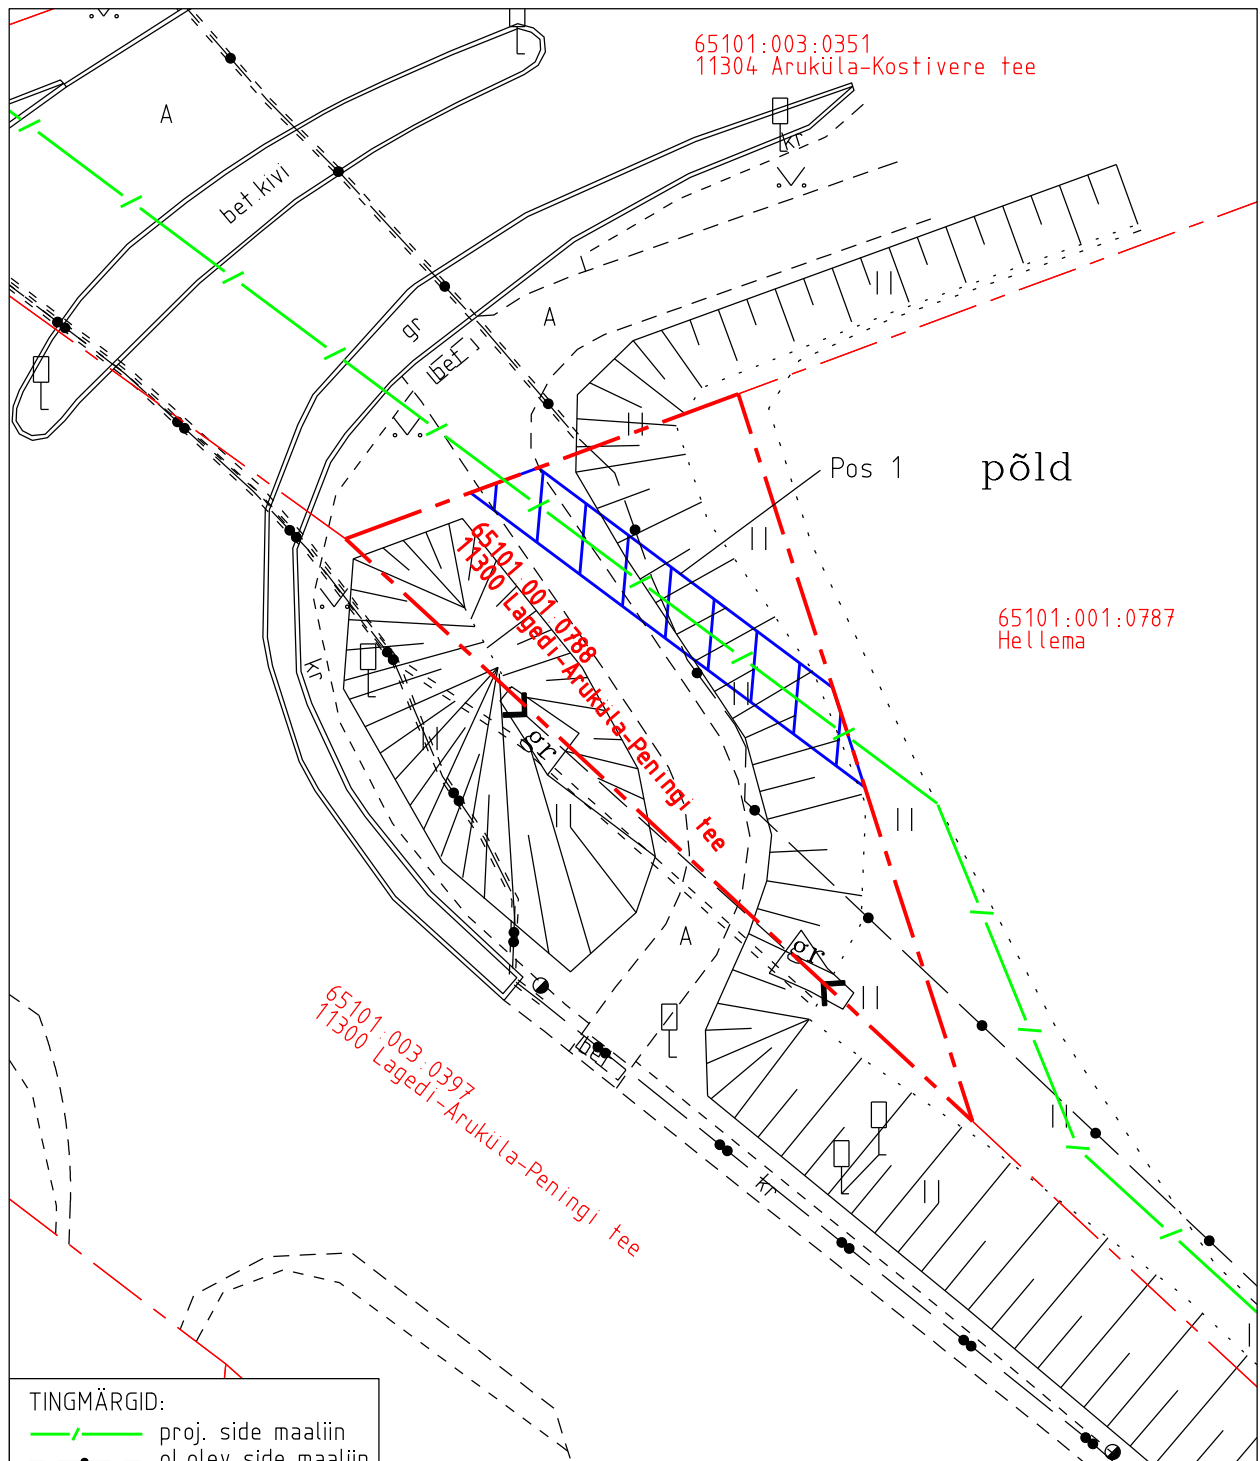 65101:003:0351
11304 Aruküla-Kostivere tee
A
kr
bet.kivi
gr
A
bet
Pos 1
põld
65101:001:0788
11300 Lagedi-Aruküla-Peningi tee
65101:001:0787
Hellema
kr
gr
A
gr
65101:003:0397
11300 Lagedi-Aruküla-Peningi tee
bet
kr
TINGMÄRGID:
proj. side maaliin
ol.olev side maaliin